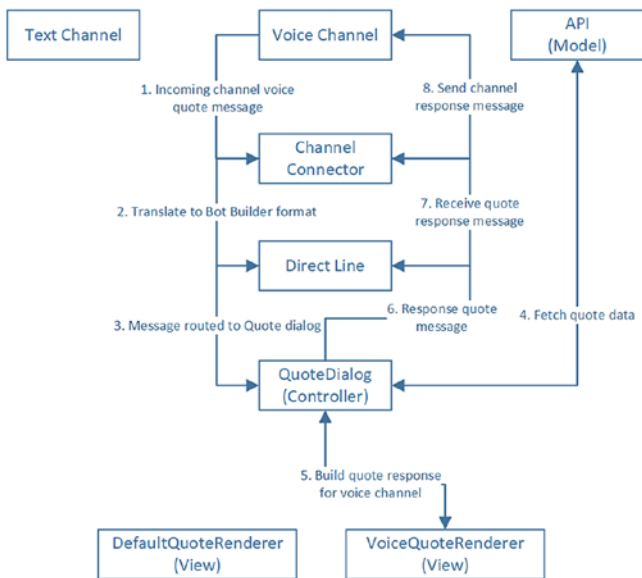 Text Channel
Voice Channel
API
(Model)
1. Incoming channel voice
quote message
8. Send channel
response message
Channel
Connector
2. Translate to Bot Builder format
7. Receive quote
response message
Direct Line
3. Message routed to Quote dialog
6. Response quote
message
4. Fetch quote data
QuoteDialog
(Controller)
5. Build quote response
for voice channel
DefaultQuoteRenderer
(View)
VoiceQuoteRenderer
(View)